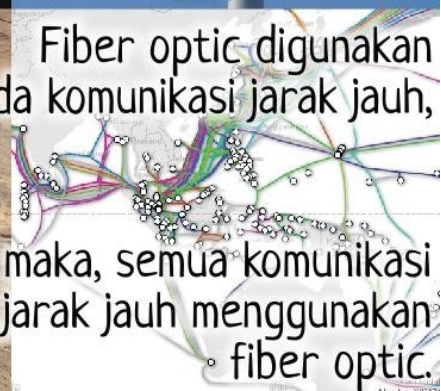 Fiber optic digunakan
da komunikasi jarak jauh,
maka, semua komunikasi
jarak jauh menggunakan
fiber optic.